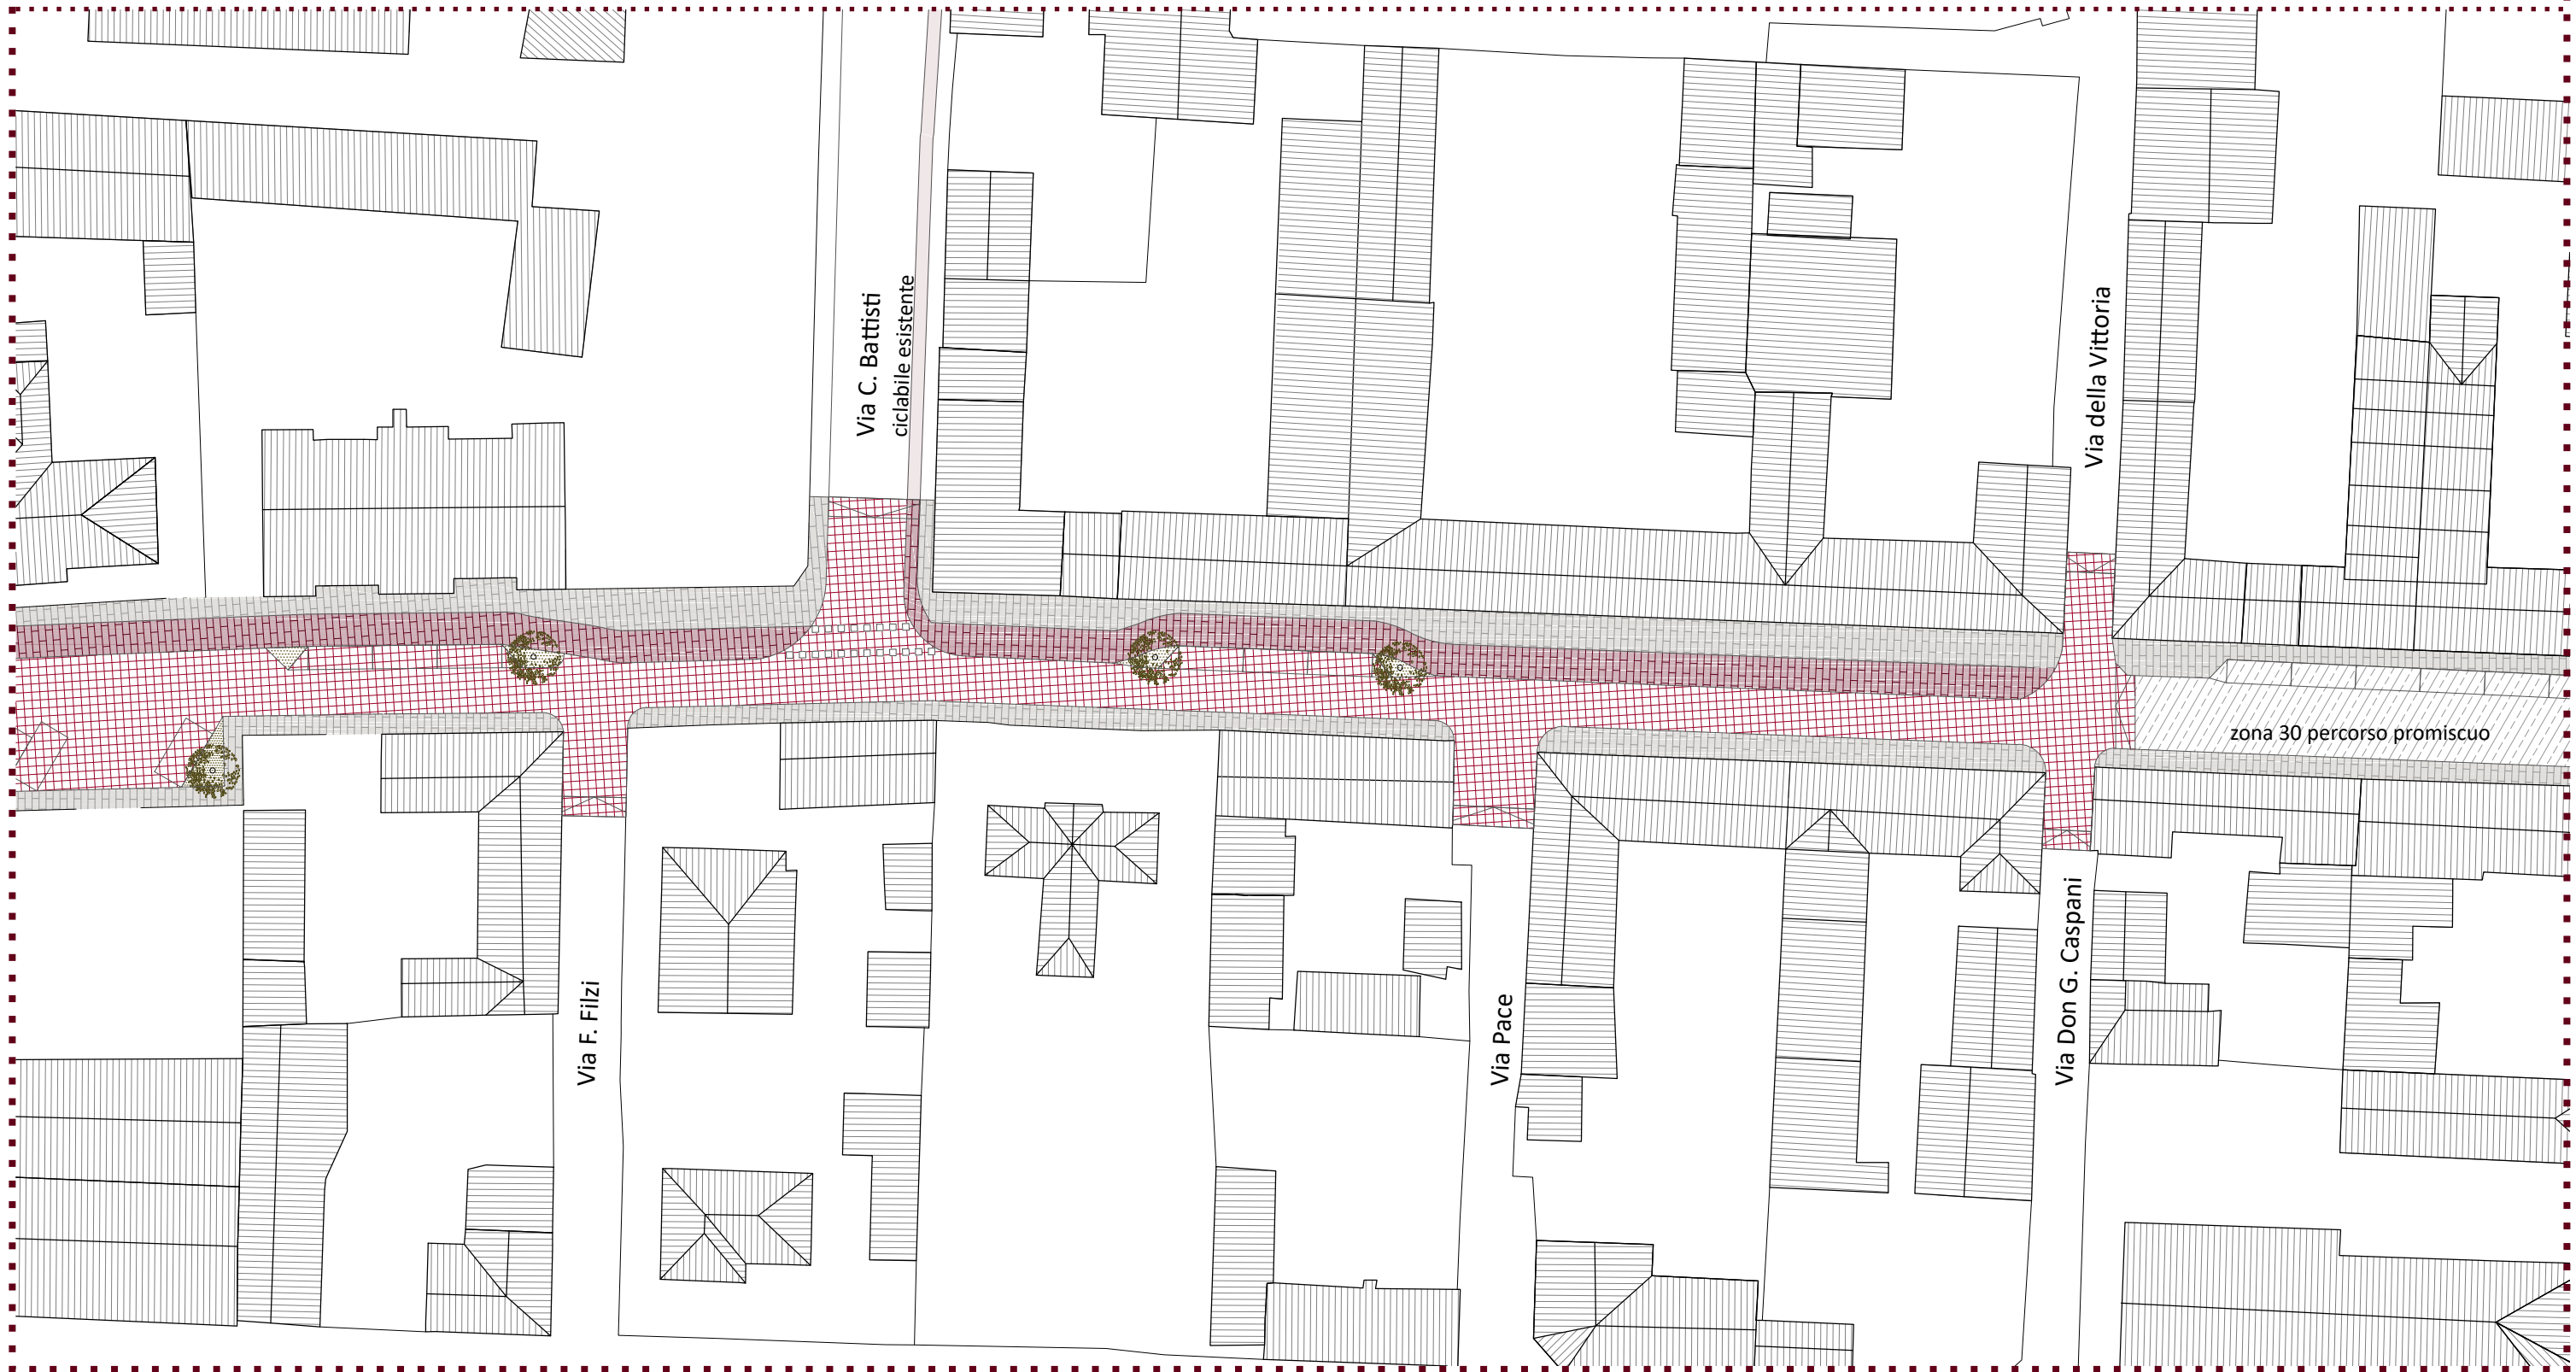 Via C. Battisti
ciclabile esistente
Via della Vittoria
zona 30 percorso promiscuo
Via F. Filzi
Via Pace
Via Don G. Caspani